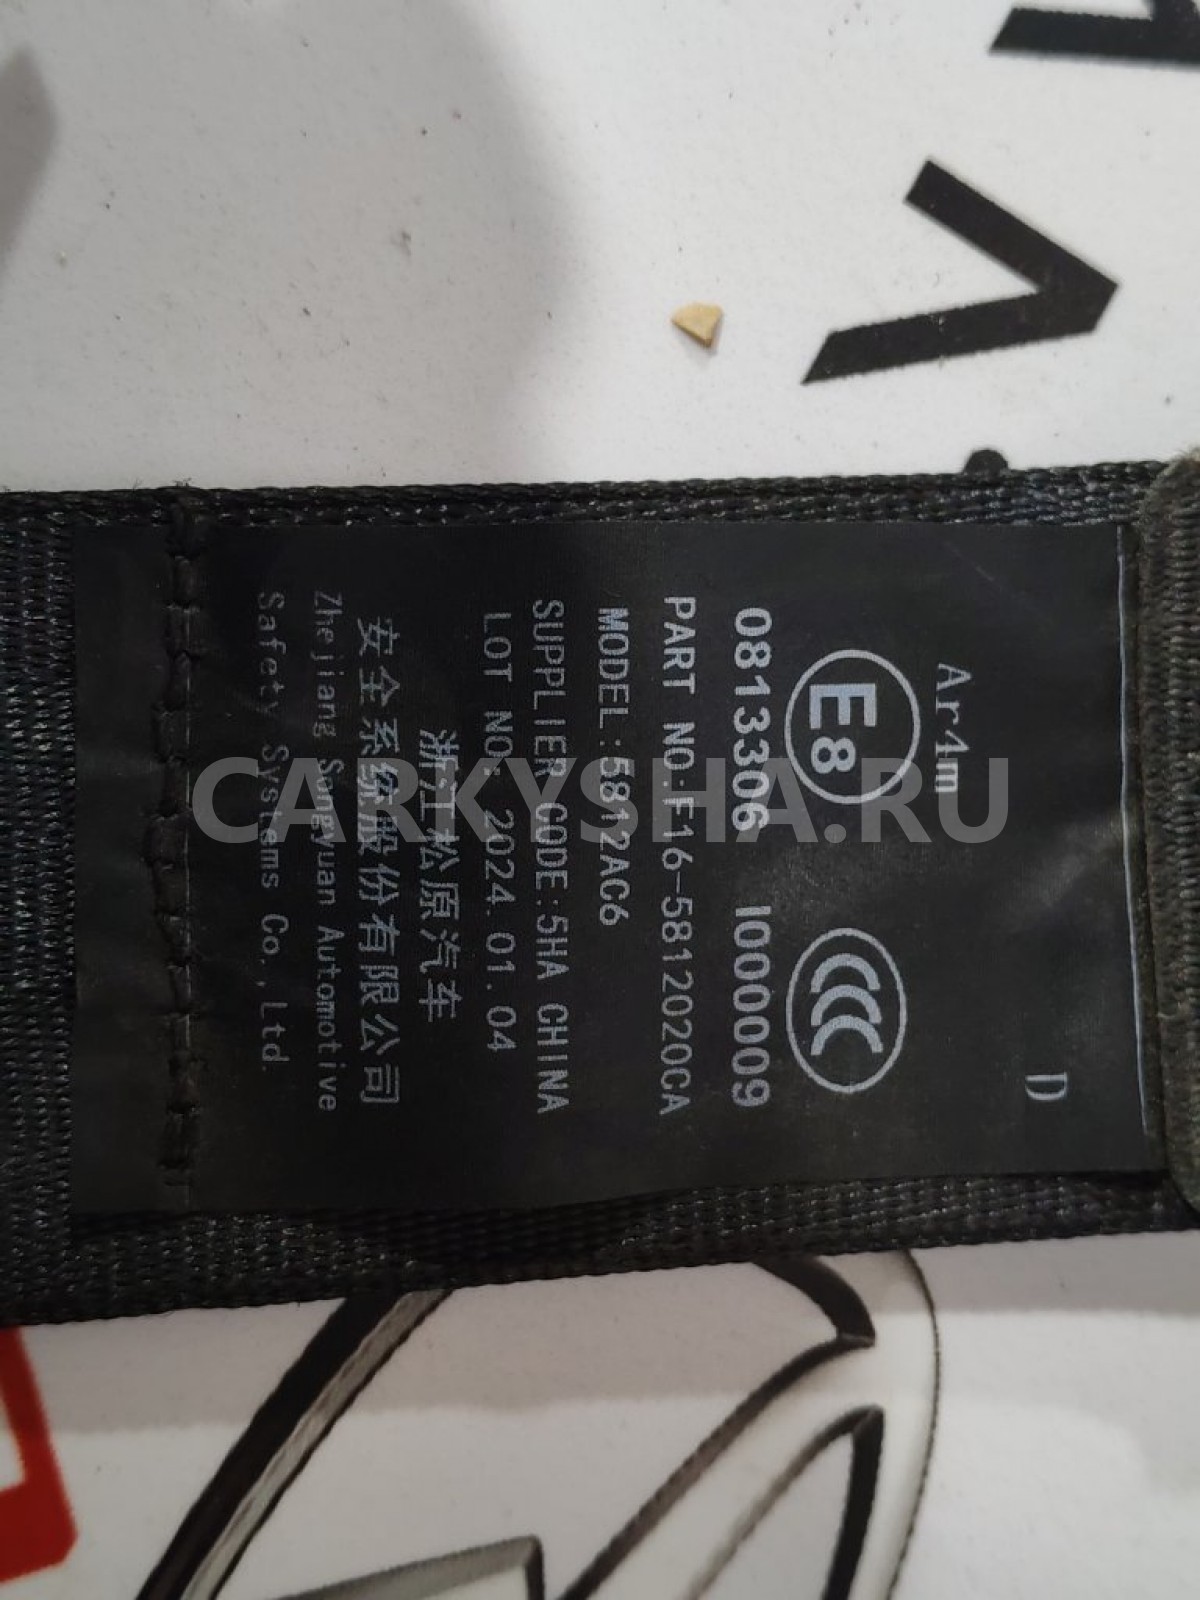 D
Ar4m
E8 CCC
0813306 I000009
PART NO:F16-5812020CA
MODEL:5812AC6
SUPPLIER CODE:5HA CHINA
LOT NO: 2024.01.04
浙江松原汽车
安全系统股份有限公司
Zhejiang Songyuan Automotive
Safety Systems Co.,Ltd.
CARKYSHA.RU